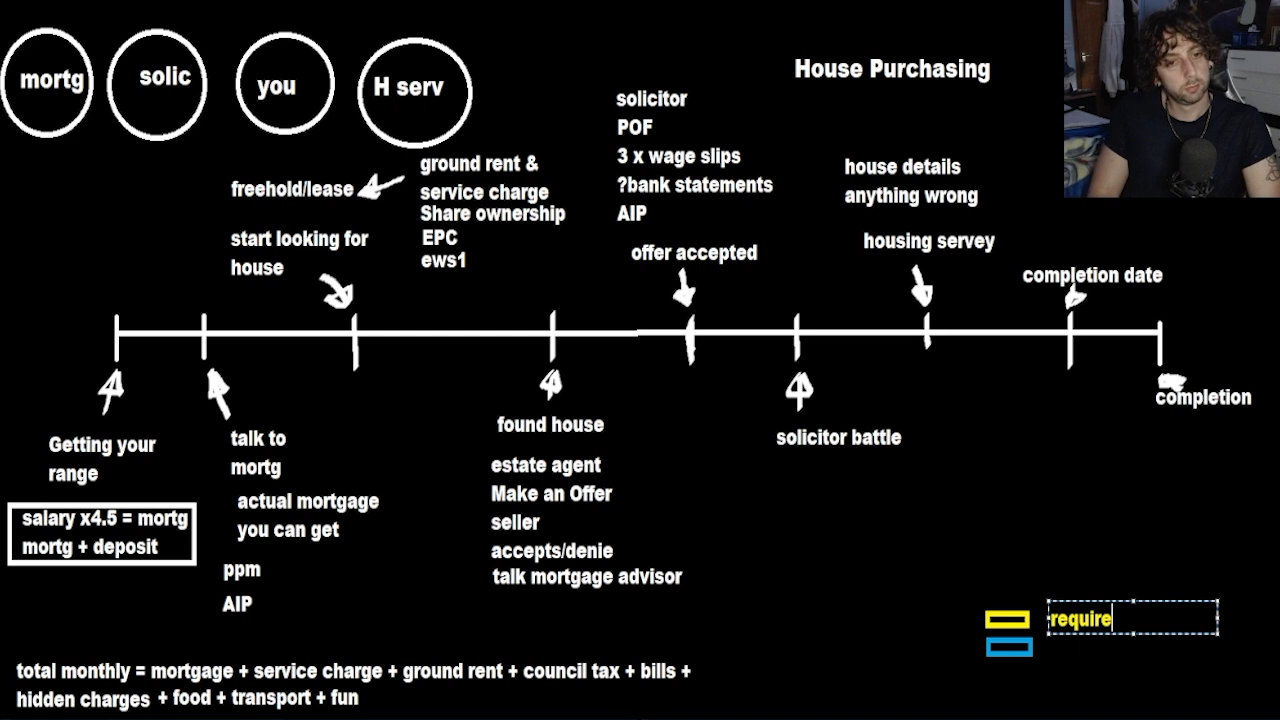 mortg
solic
you
H serv
House Purchasing
freehold/lease
ground rent &
service charge
Share ownership
EPC
ews1
start looking for
house
solicitor
POF
3 x wage slips
?bank statements
AIP
offer accepted
house details
anything wrong
housing servey
completion date
Getting your
range
salary x4.5 = mortg
mortg + deposit
talk to
mortg
actual mortgage
you can get
ppm
AIP
found house
estate agent
Make an Offer
seller
accepts/denie
talk mortgage advisor
solicitor battle
completion
require
total monthly = mortgage + service charge + ground rent + council tax + bills +
hidden charges + food + transport + fun